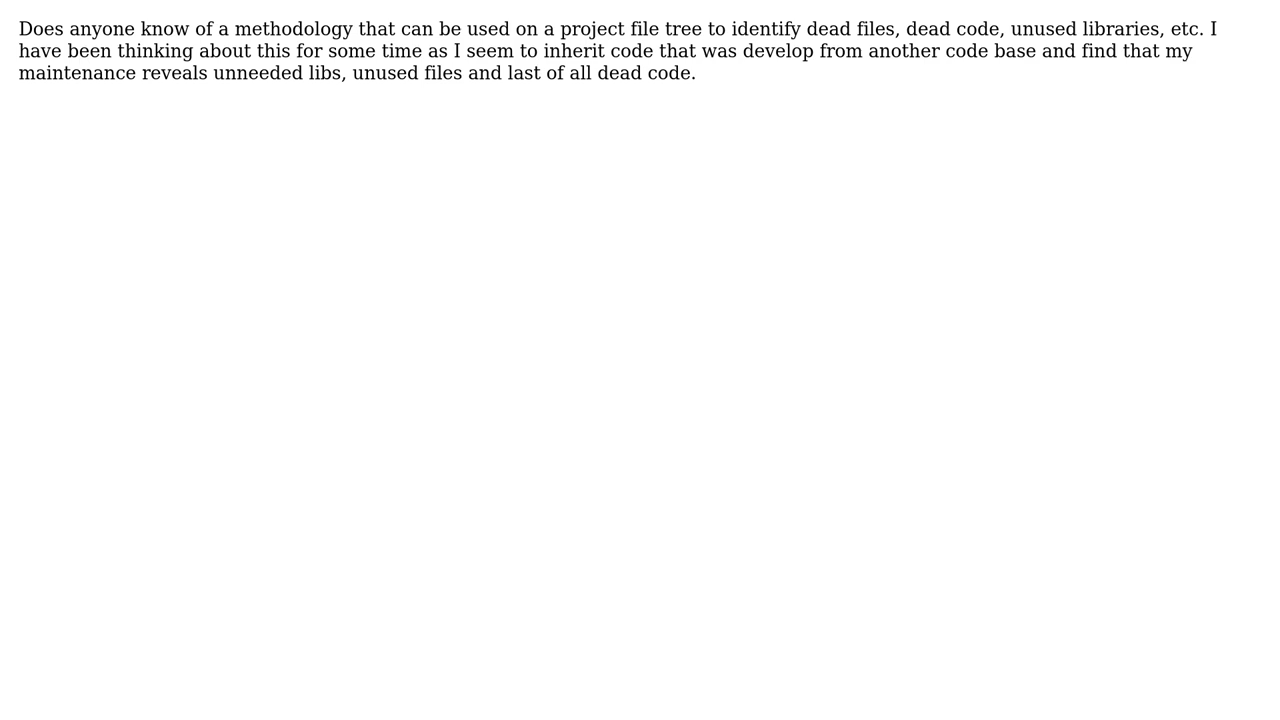 Does anyone know of a methodology that can be used on a project file tree to identify dead files, dead code, unused libraries, etc. I
have been thinking about this for some time as I seem to inherit code that was develop from another code base and find that my
maintenance reveals unneeded libs, unused files and last of all dead code.